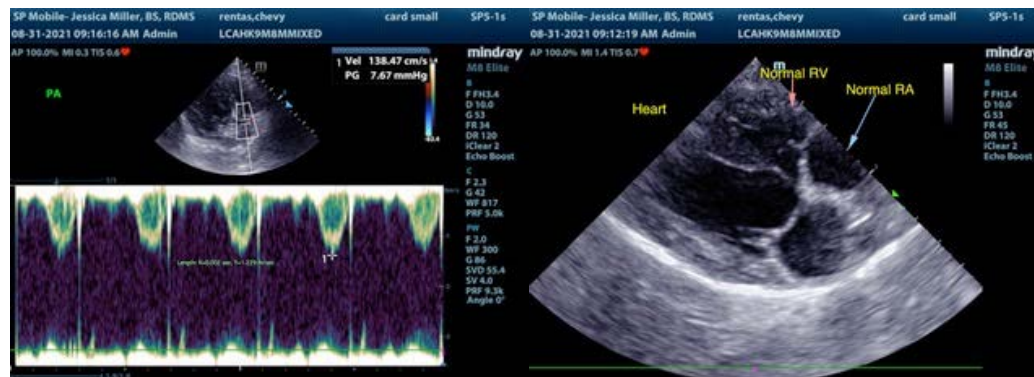 SP Mobile- Jessica Miller, BS, RDMS rentas,chevy card small SP5-1s
08-31-2021 09:16:16 AM Admin LCAHK9M8MMIXED
AP 100.0% MI 0.3 TIS 0.6
mindray
M8 Elite
1 Vel 138.47 cm/s
PG 7.67 mmHg
PA
B
F FH3.4
D 10.0
G 53
FR 34
DR 120
iClear 2
Echo Boost
C
F 2.3
G 42
WF 817
PRF 5.0k
PW
F 2.0
WF 300
G 86
SVD 55.4
SV 4.0
PRF 9.3k
Angle 0°
1
SP Mobile- Jessica Miller, BS, RDMS rentas,chevy card small SP5-1s
08-31-2021 09:12:19 AM Admin LCAHK9M8MMIXED
AP 100.0% MI 1.4 TIS 0.7
mindray
M8 Elite
Normal RV
Normal RA
Heart
B
F FH3.4
D 10.0
G 53
FR 45
DR 120
iClear 2
Echo Boost